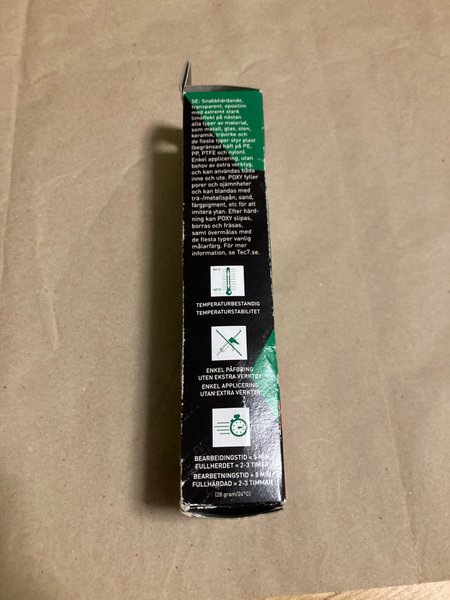 SE: Snabbhärdande,
transparent, epoxilim
med extremt stark
limeffekt på nästan
alla typer av material,
som metall, glas, sten,
keramik, trävirke och
de flesta typer styv plast
(begränsad häft på PE,
PP, PTFE och nylon).
Enkel applicering, utan
behov av extra verktyg,
och kan användas båda
inne och ute. POXY fyller
porer och ojämnheter
och kan blandas med
trä-/metallspån, sand,
färgpigment, etc för att
imitera ytan. Efter härd-
ning kan POXY slipas,
borras och fräsas,
samt övermålas med
de flesta typer vanlig
målarfärg. För mer
information, se Tec7.se.
TEMPERATURBESTANDIG
TEMPERATURSTABILITET
ENKEL PÅFØRING
UTEN EKSTRA VERKTØY
ENKEL APPLICERING
UTAN EXTRA VERKTYG
BEARBEIDINGSTID = 5 MIN
FULLHERDET = 2-3 TIMER
BEARBETNINGSTID = 5 MIN
FULLHÄRDAD = 2-3 TIMMAR
(28 gram/24°C)